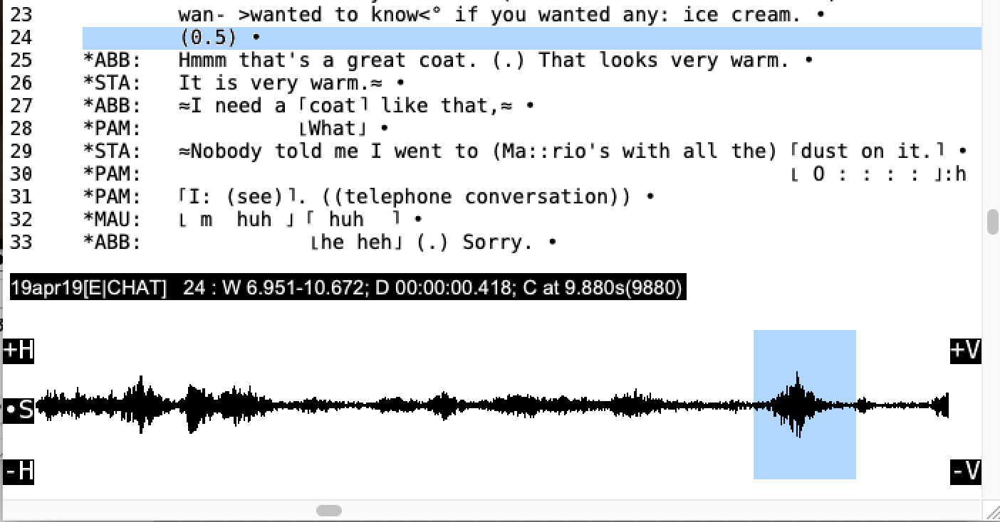 23 wan- >wanted to know<° if you wanted any: ice cream. •
24 (0.5) •
25 *ABB: Hmmm that's a great coat. (.) That looks very warm. •
26 *STA: It is very warm.≈ •
27 *ABB: ≈I need a ⌈coat⌉ like that,≈ •
28 *PAM: ⌊What⌋ •
29 *STA: ≈Nobody told me I went to (Ma::rio's with all the) ⌈dust on it.⌉ •
30 *PAM: ⌊ O : : : : ⌋:h
31 *PAM: ⌈I: (see)⌉. ((telephone conversation)) •
32 *MAU: ⌊ m huh ⌋⌈ huh ⌉ •
33 *ABB: ⌊he heh⌋ (.) Sorry. •
19apr19[E|CHAT] 24 : W 6.951-10.672; D 00:00:00.418; C at 9.880s(9880)
+H +V
•S
-H -V